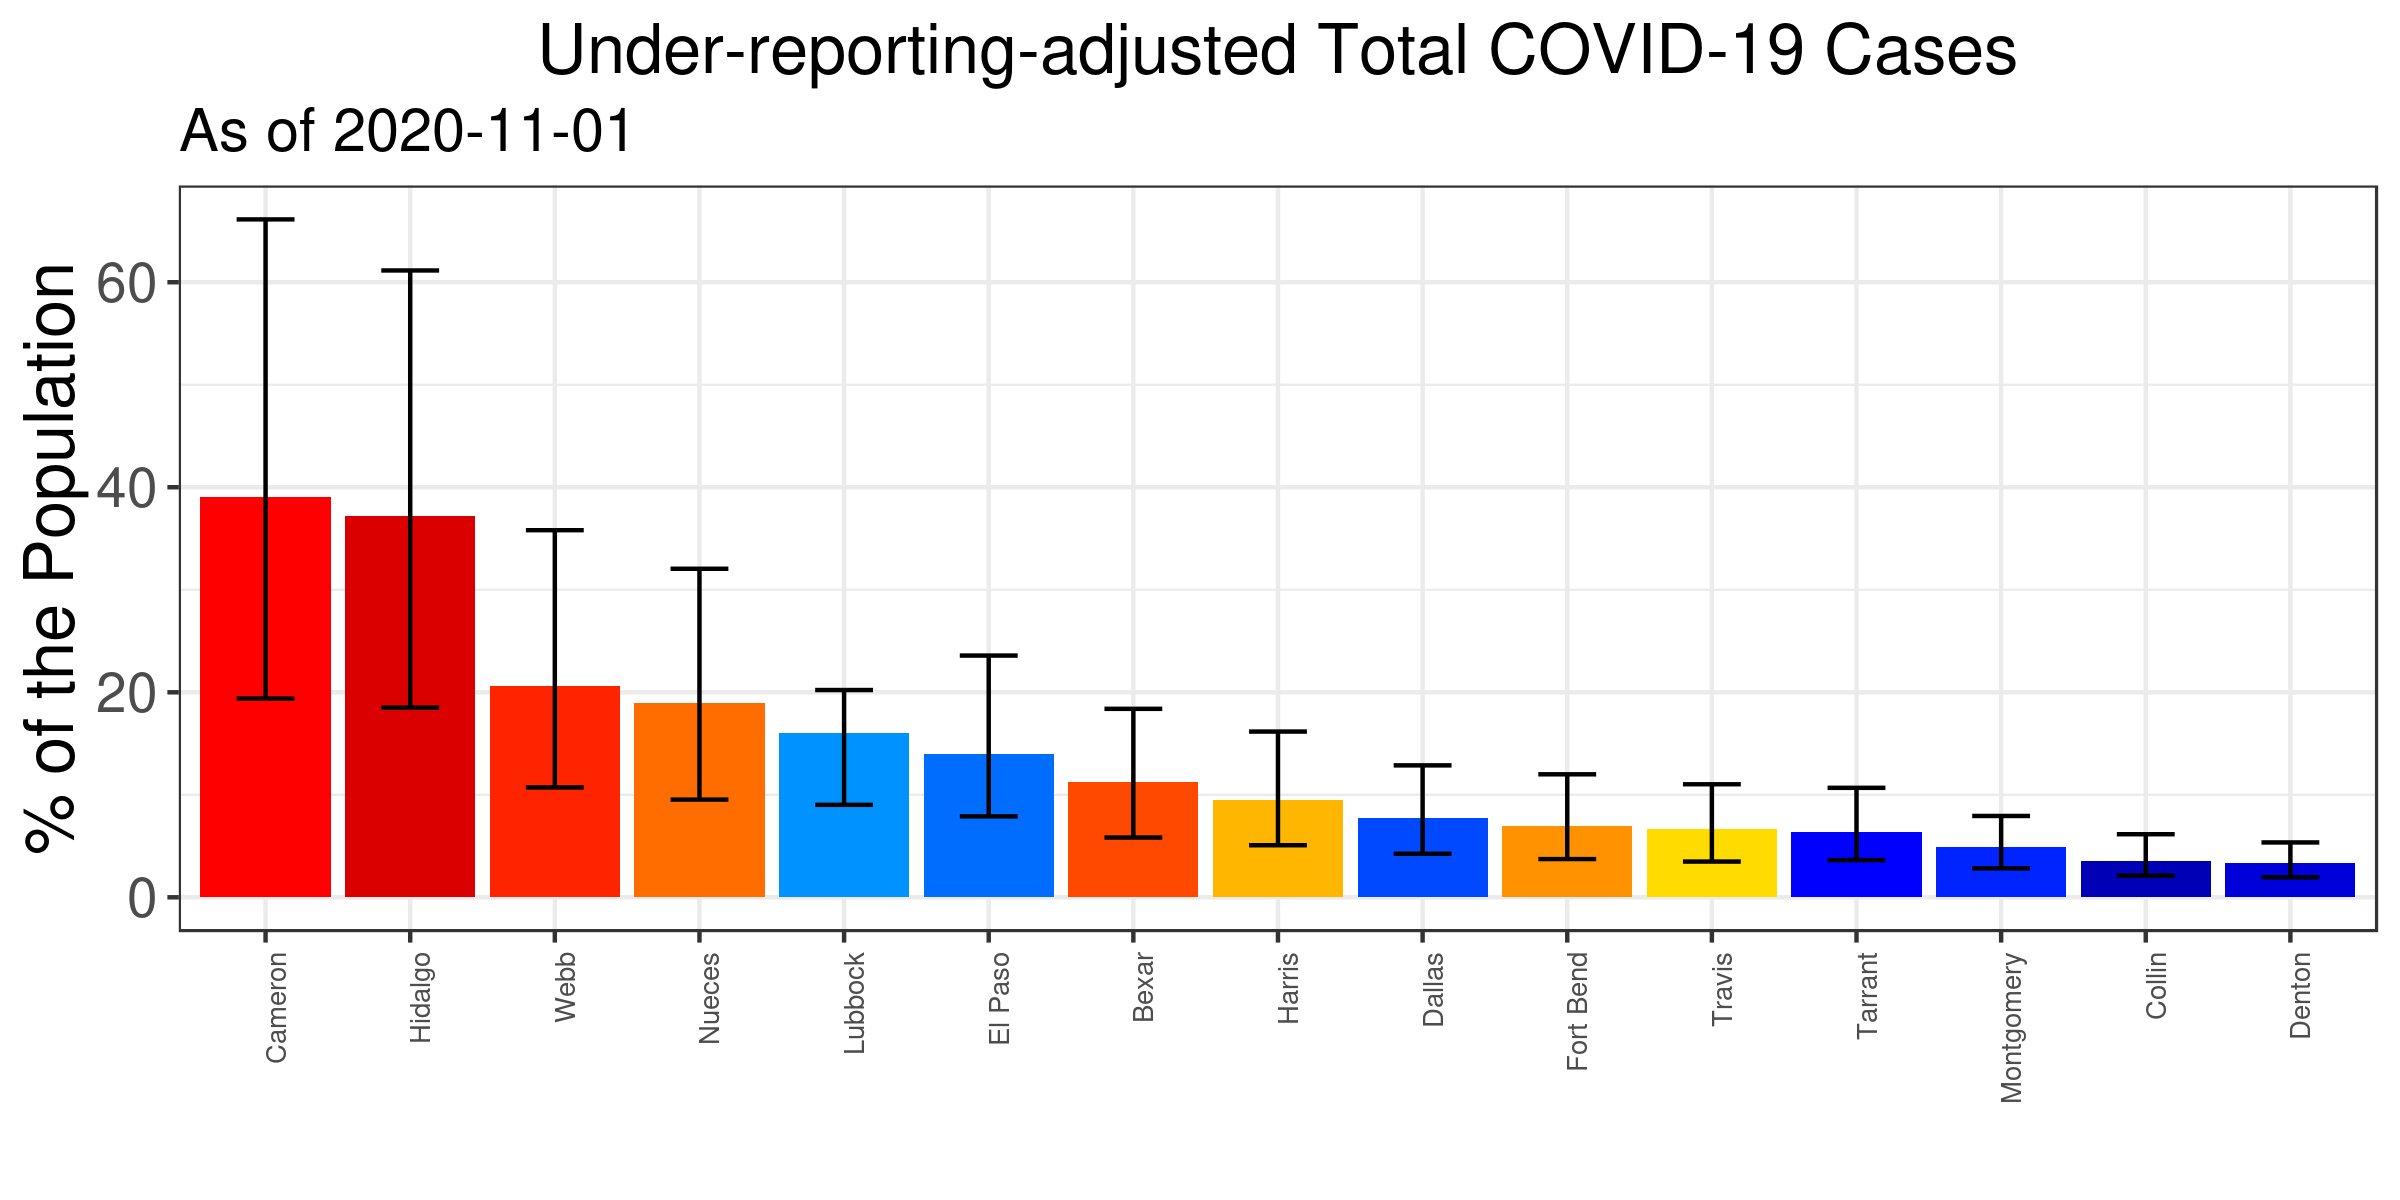 Under-reporting-adjusted Total COVID-19 Cases
As of 2020-11-01
% of the Population
60
40
20
0
Cameron
Hidalgo
Webb
Nueces
Lubbock
El Paso
Bexar
Harris
Dallas
Fort Bend
Travis
Tarrant
Montgomery
Collin
Denton